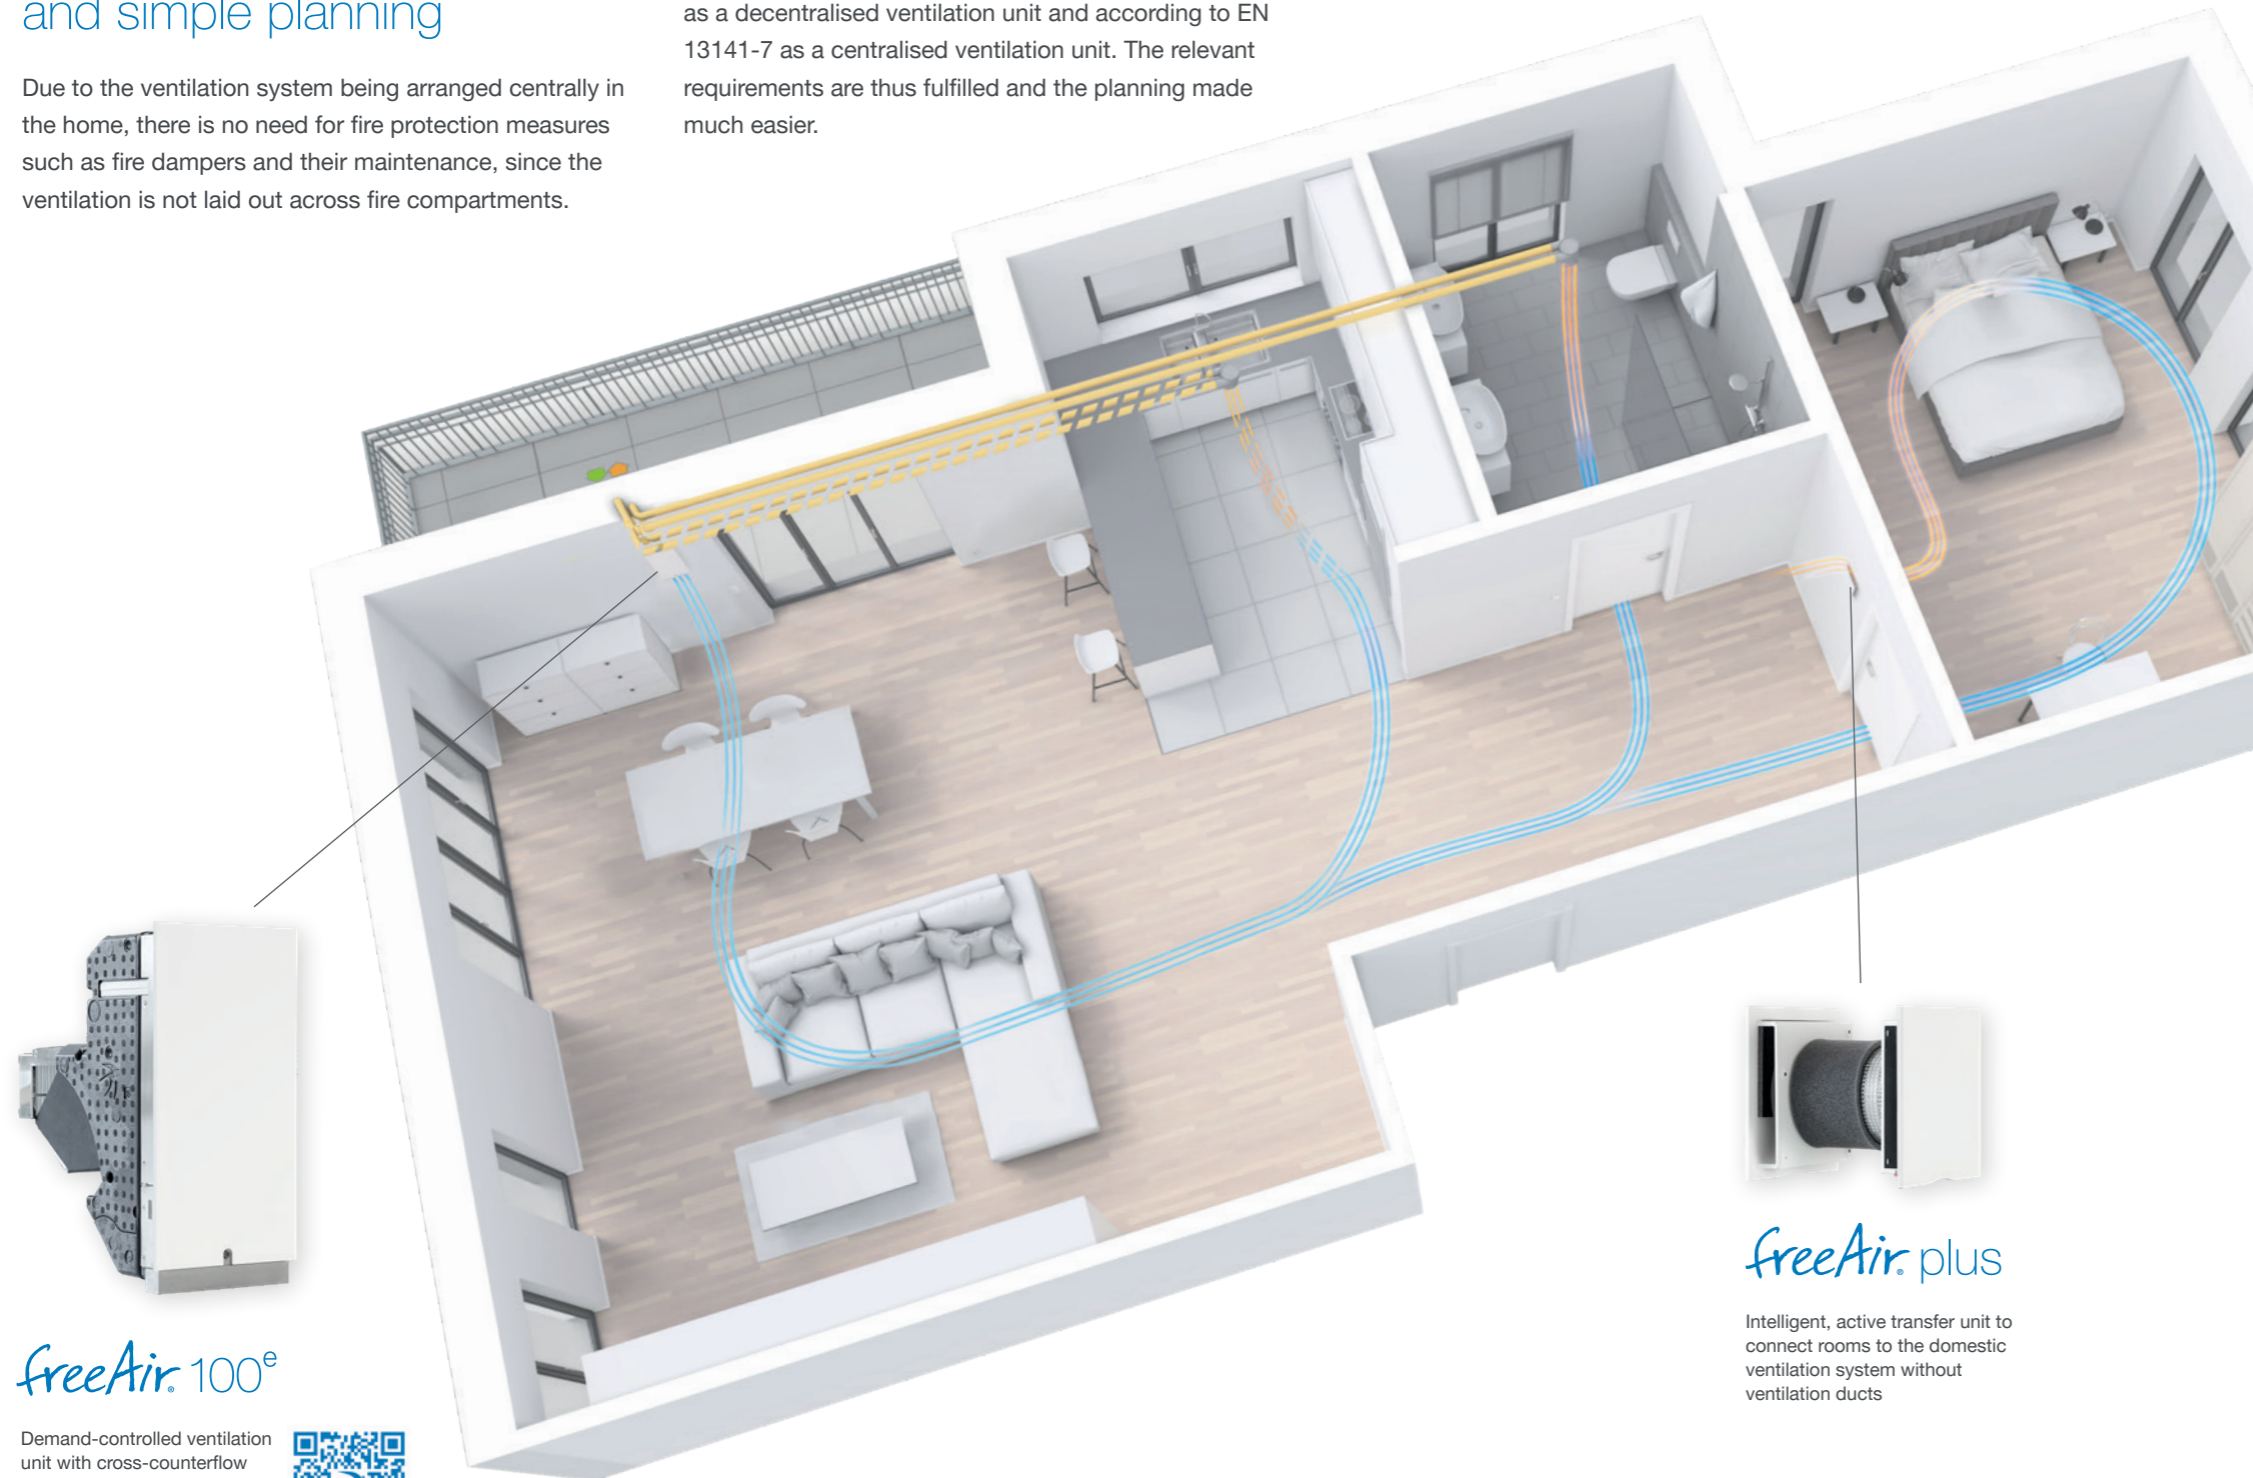 and simple planning
Due to the ventilation system being arranged centrally in
the home, there is no need for fire protection measures
such as fire dampers and their maintenance, since the
ventilation is not laid out across fire compartments.
as a decentralised ventilation unit and according to EN
13141-7 as a centralised ventilation unit. The relevant
requirements are thus fulfilled and the planning made
much easier.
freeAir® 100e
Demand-controlled ventilation
unit with cross-counterflow
freeAir® plus
Intelligent, active transfer unit to
connect rooms to the domestic
ventilation system without
ventilation ducts